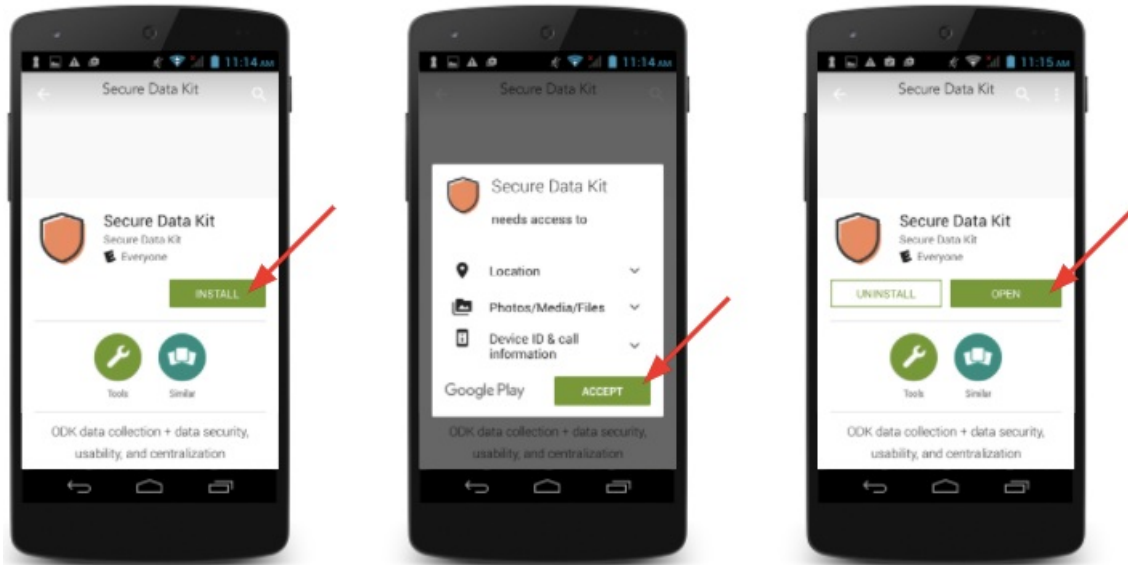 11:14 AM
Secure Data Kit
Secure Data Kit
Secure Data Kit
Everyone
INSTALL
Tools
Similar
ODK data collection + data security,
usability, and centralization
11:14 AM
Secure Data Kit
Secure Data Kit
needs access to
Location
Photos/Media/Files
Device ID & call
information
Google Play
ACCEPT
ODK data collection + data security,
usability, and centralization
11:15 AM
Secure Data Kit
Secure Data Kit
Secure Data Kit
Everyone
UNINSTALL
OPEN
Tools
Similar
ODK data collection + data security,
usability, and centralization